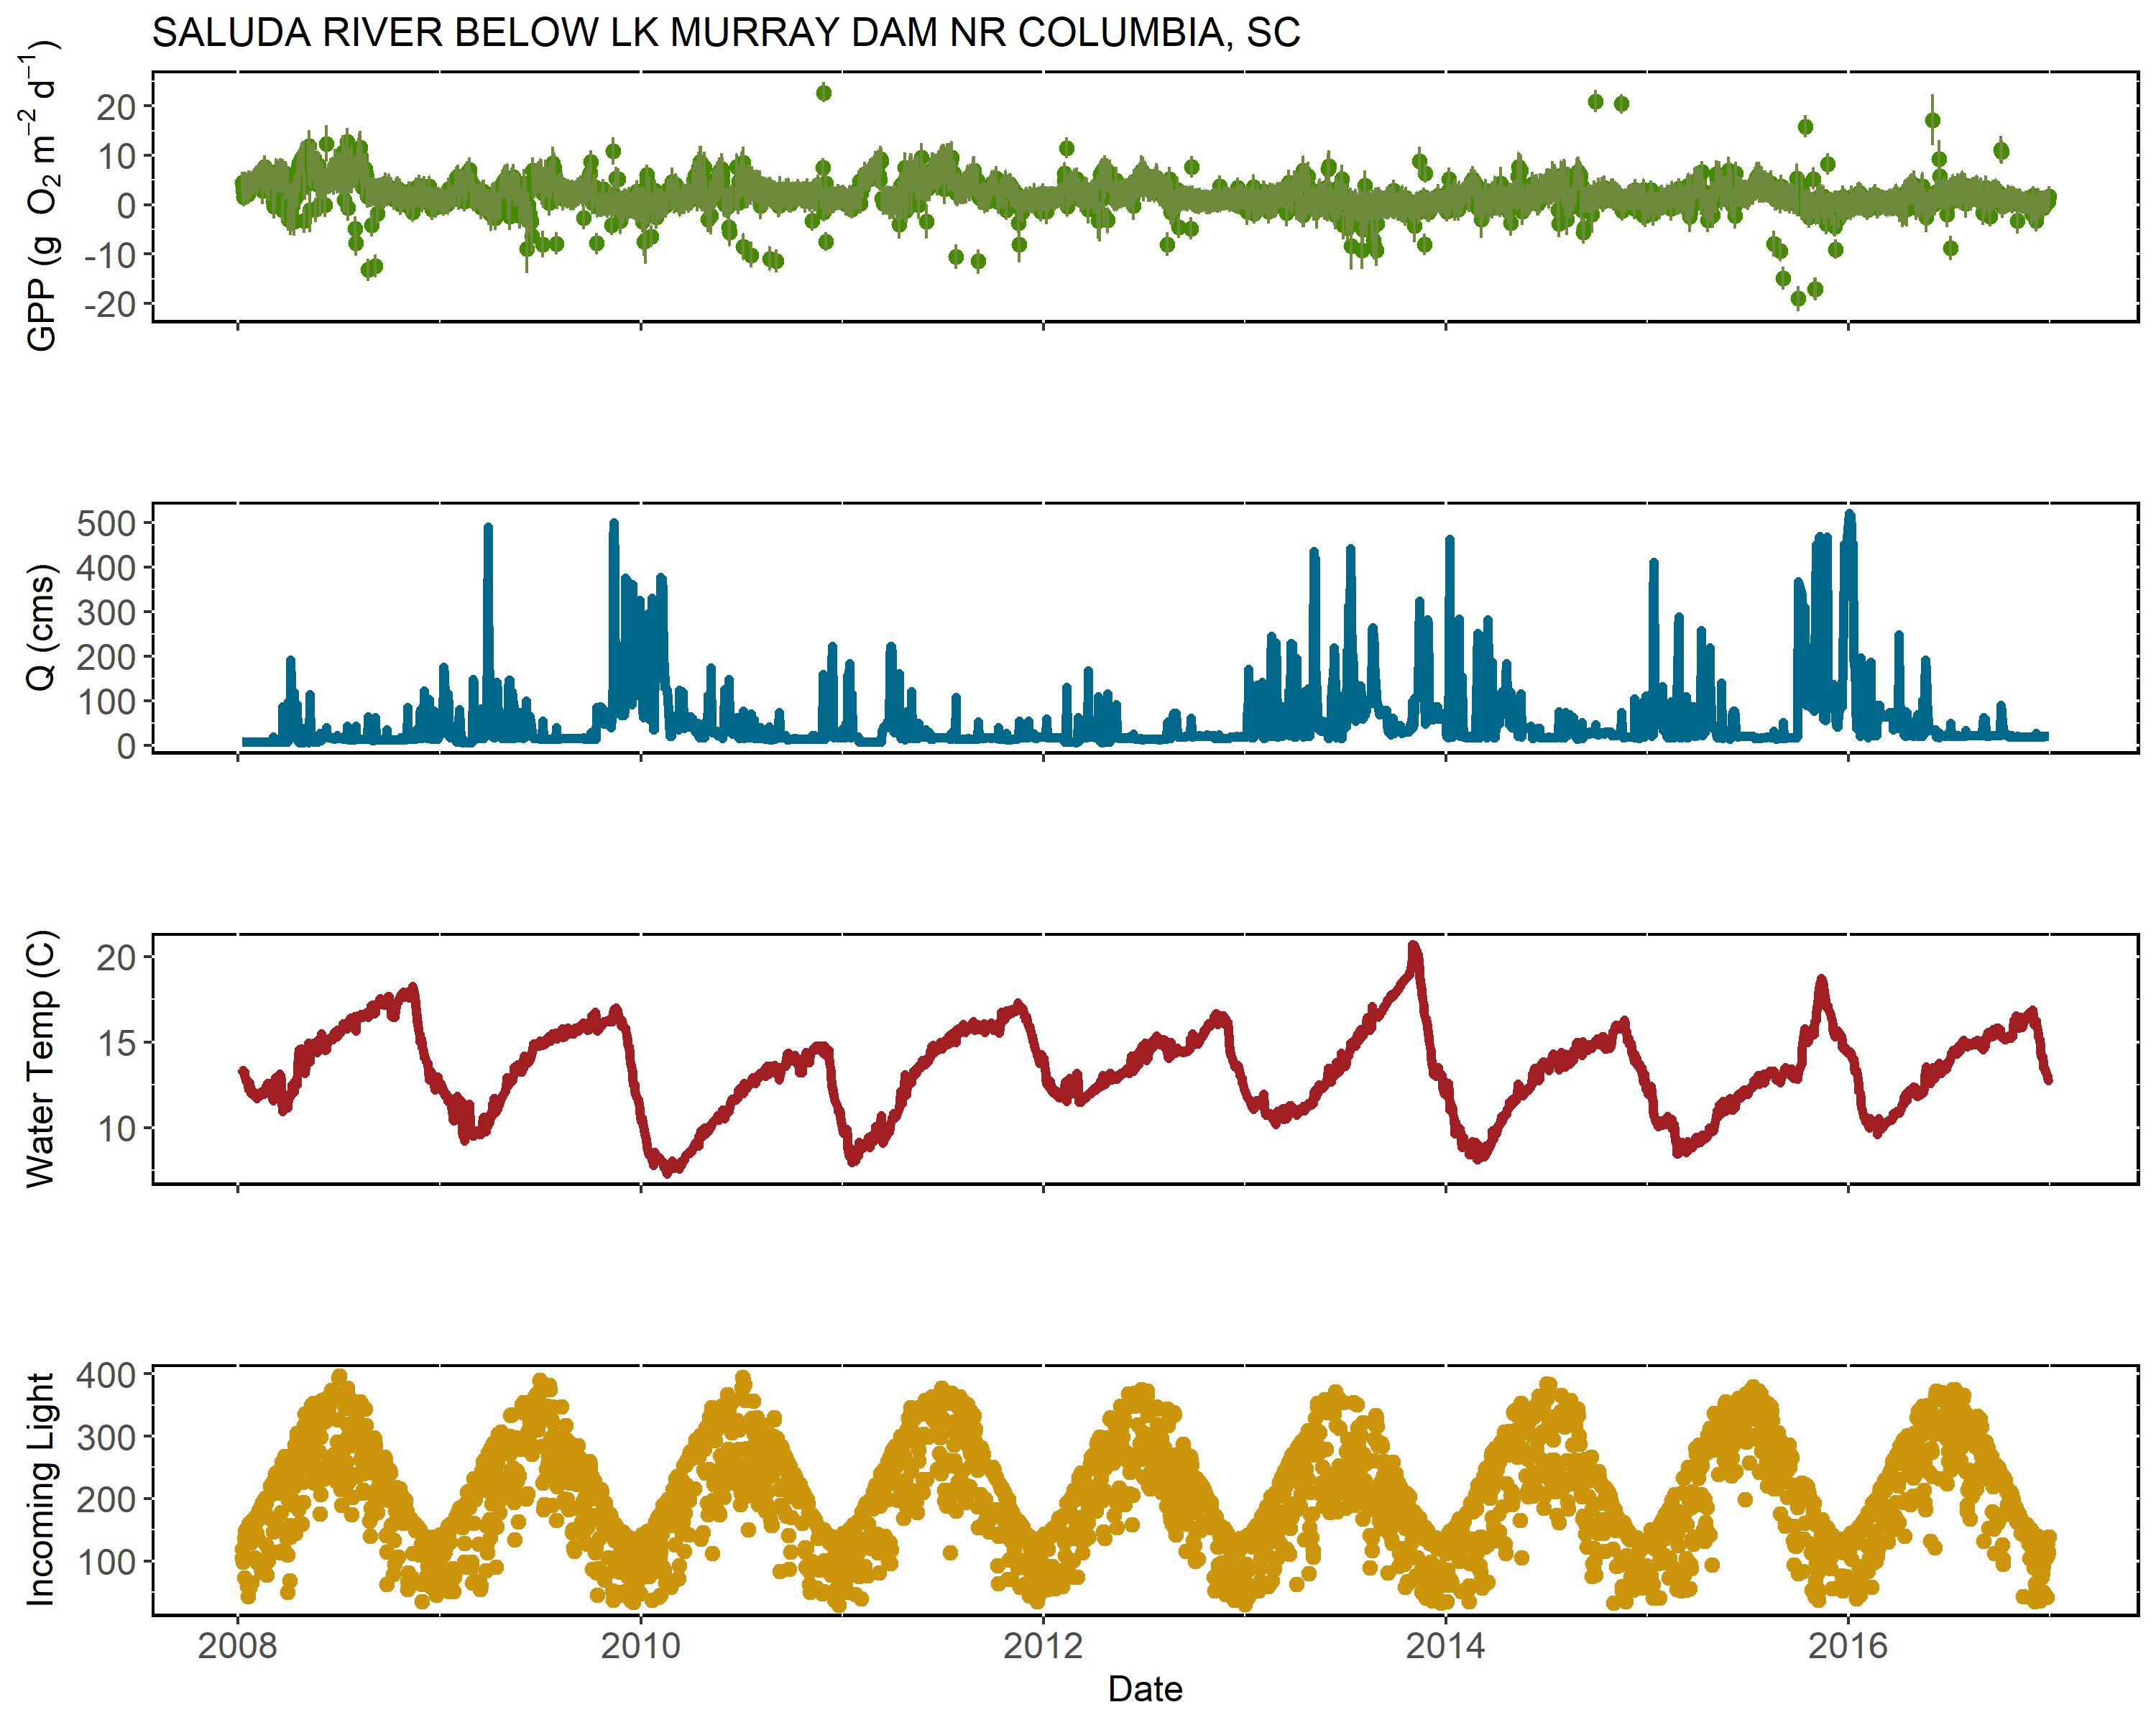 SALUDA RIVER BELOW LK MURRAY DAM NR COLUMBIA, SC
GPP (g O₂ m⁻² d⁻¹)
20
10
0
-10
-20
Q (cms)
500
400
300
200
100
0
Water Temp (C)
20
15
10
Incoming Light
400
300
200
100
2008 2010 2012 2014 2016
Date